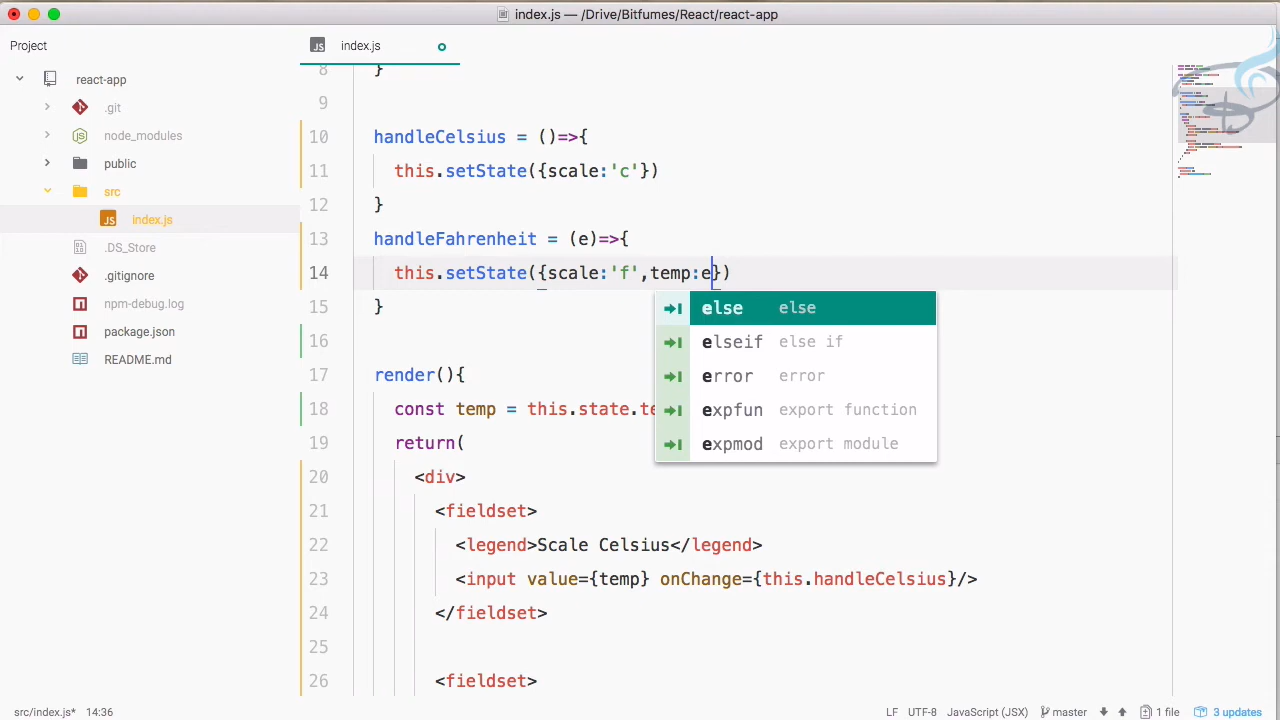 index.js — /Drive/Bitfumes/React/react-app
Project
index.js
react-app
.git
node_modules
public
src
index.js
.DS_Store
.gitignore
npm-debug.log
package.json
README.md
8 }
9
10 handleCelsius = ()=>{
11 this.setState({scale:'c'})
12 }
13 handleFahrenheit = (e)=>{
14 this.setState({scale:'f',temp:e})
15 }
16
17 render(){
18 const temp = this.state.te
19 return(
20 <div>
21 <fieldset>
22 <legend>Scale Celsius</legend>
23 <input value={temp} onChange={this.handleCelsius}/>
24 </fieldset>
25
26 <fieldset>
else else
elseif else if
error error
expfun export function
expmod export module
src/index.js* 14:36 LF UTF-8 JavaScript (JSX) master 1 file 3 updates